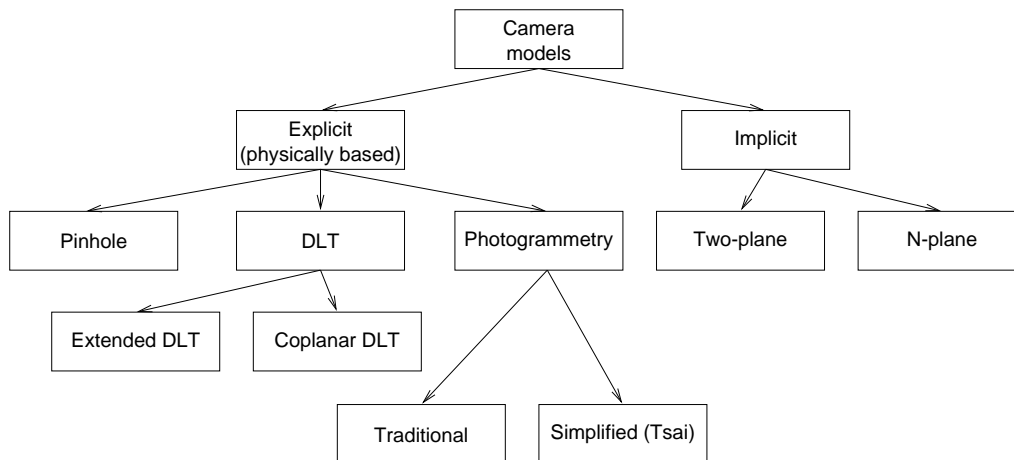 Camera
models
Explicit
(physically based)
Implicit
Pinhole
DLT
Photogrammetry
Two-plane
N-plane
Extended DLT
Coplanar DLT
Traditional
Simplified (Tsai)